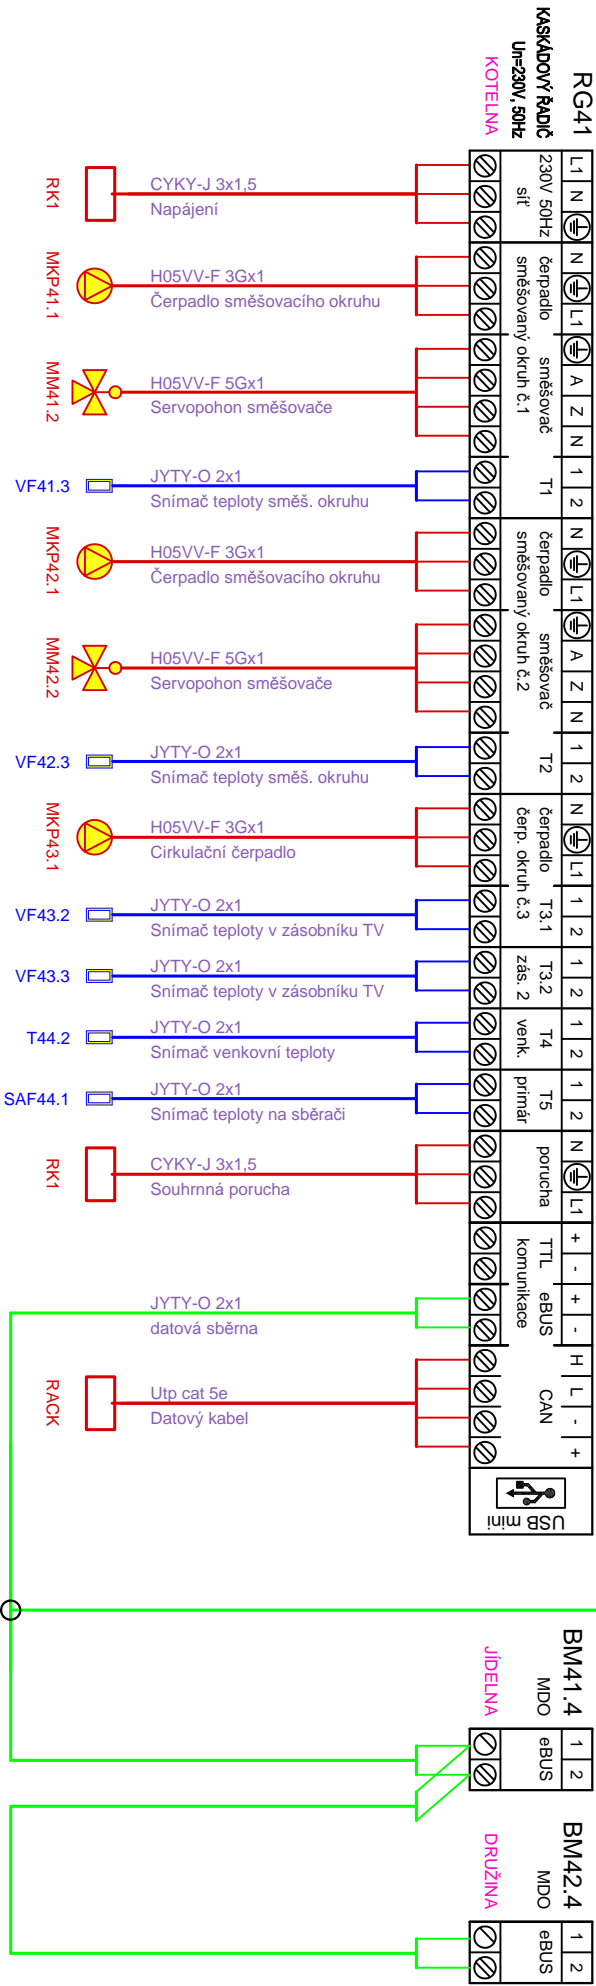 RG41
KASKÁDOVÝ ŘADIČ
Un=230V, 50Hz
KOTELNA
L1 N
230V 50Hz
síť
CYKY-J 3x1,5
Napájení
RK1
N L1
čerpadlo
směšovaný okruh č.1
H05VV-F 3Gx1
Čerpadlo směšovacího okruhu
MKP41.1
A Z N
směšovač
H05VV-F 5Gx1
Servopohon směšovače
MM41.2
1 2
T1
JYTY-O 2x1
Snímač teploty směš. okruhu
VF41.3
N L1
čerpadlo
směšovaný okruh č.2
H05VV-F 3Gx1
Čerpadlo směšovacího okruhu
MKP42.1
A Z N
směšovač
H05VV-F 5Gx1
Servopohon směšovače
MM42.2
1 2
T2
JYTY-O 2x1
Snímač teploty směš. okruhu
VF42.3
N L1
čerpadlo
čerp. okruh č.3
H05VV-F 3Gx1
Cirkulační čerpadlo
MKP43.1
1 2
T3.1
JYTY-O 2x1
Snímač teploty v zásobníku TV
VF43.2
1 2
T3.2
zás. 2
JYTY-O 2x1
Snímač teploty v zásobníku TV
VF43.3
1 2
T4
venk.
JYTY-O 2x1
Snímač venkovní teploty
T44.2
1 2
T5
primár
JYTY-O 2x1
Snímač teploty na sběrači
SAF44.1
N L1
porucha
CYKY-J 3x1,5
Souhrnná porucha
RK1
+ - + -
TTL eBUS
komunikace
JYTY-O 2x1
datová sběrna
H L - +
CAN
Utp cat 5e
Datový kabel
RACK
USB mini
BM41.4
MDO
JÍDELNA
1 2
eBUS
BM42.4
MDO
DRUŽINA
1 2
eBUS